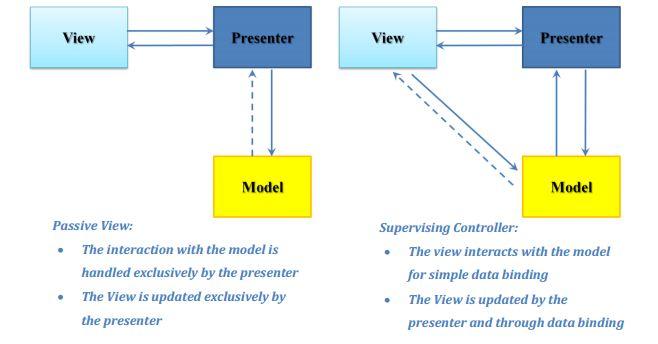 View
Presenter
Model
Passive View:
• The interaction with the model is
handled exclusively by the presenter
• The View is updated exclusively by
the presenter
View
Presenter
Model
Supervising Controller:
• The view interacts with the model
for simple data binding
• The View is updated by the
presenter and through data binding